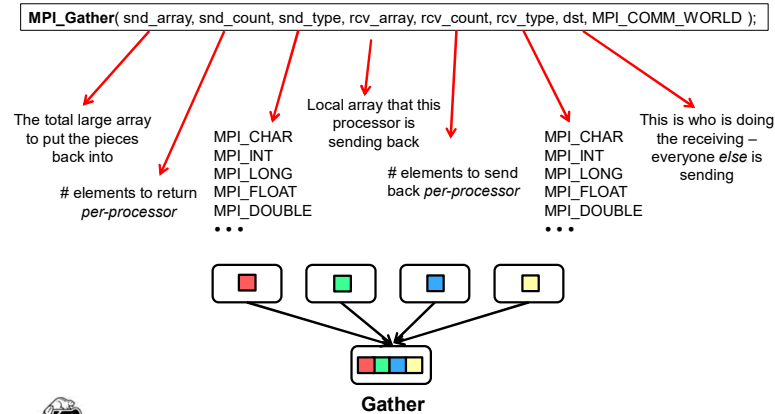 MPI_Gather( snd_array, snd_count, snd_type, rcv_array, rcv_count, rcv_type, dst, MPI_COMM_WORLD );
The total large array
to put the pieces
back into
# elements to return
per-processor
MPI_CHAR
MPI_INT
MPI_LONG
MPI_FLOAT
MPI_DOUBLE
• • •
Local array that this
processor is
sending back
# elements to send
back per-processor
MPI_CHAR
MPI_INT
MPI_LONG
MPI_FLOAT
MPI_DOUBLE
• • •
This is who is doing
the receiving –
everyone else is
sending
Gather